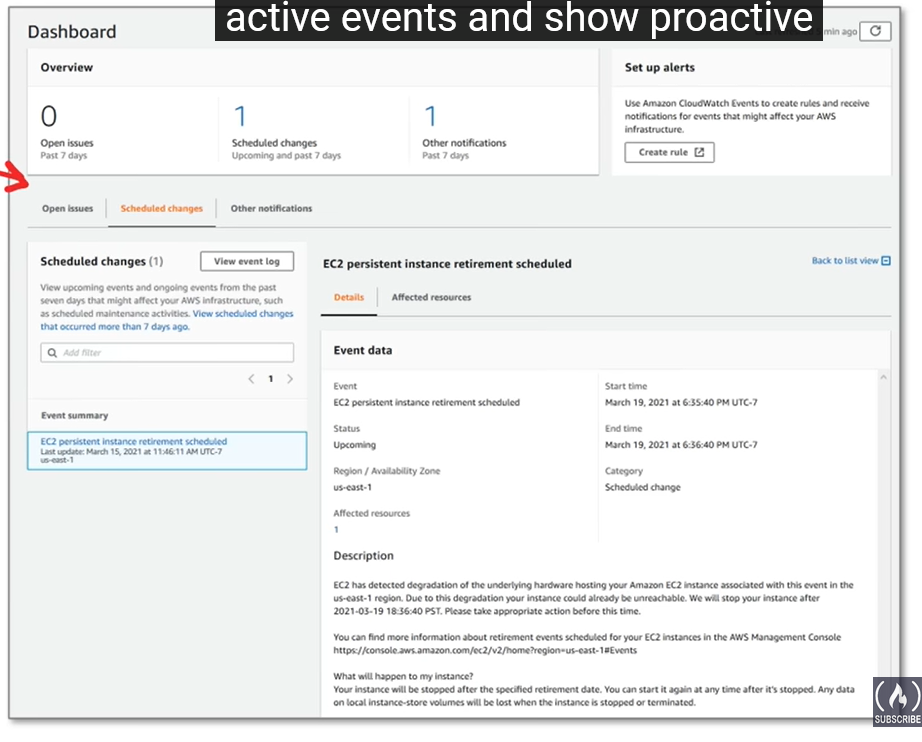 active events and show proactive
Dashboard
min ago
Overview
0
Open issues
Past 7 days
1
Scheduled changes
Upcoming and past 7 days
1
Other notifications
Past 7 days
Set up alerts
Use Amazon CloudWatch Events to create rules and receive
notifications for events that might affect your AWS
infrastructure.
Create rule
Open issues
Scheduled changes
Other notifications
Scheduled changes (1)
View event log
View upcoming events and ongoing events from the past
seven days that might affect your AWS infrastructure, such
as scheduled maintenance activities. View scheduled changes
that occurred more than 7 days ago.
Add filter
1
Event summary
EC2 persistent instance retirement scheduled
Last update: March 15, 2021 at 11:46:11 AM UTC-7
us-east-1
EC2 persistent instance retirement scheduled
Back to list view
Details
Affected resources
Event data
Event
EC2 persistent instance retirement scheduled
Status
Upcoming
Region / Availability Zone
us-east-1
Affected resources
1
Start time
March 19, 2021 at 6:35:40 PM UTC-7
End time
March 19, 2021 at 6:36:40 PM UTC-7
Category
Scheduled change
Description
EC2 has detected degradation of the underlying hardware hosting your Amazon EC2 instance associated with this event in the
us-east-1 region. Due to this degradation your instance could already be unreachable. We will stop your instance after
2021-03-19 18:36:40 PST. Please take appropriate action before this time.
You can find more information about retirement events scheduled for your EC2 instances in the AWS Management Console
https://console.aws.amazon.com/ec2/v2/home?region=us-east-1#Events
What will happen to my instance?
Your instance will be stopped after the specified retirement date. You can start it again at any time after it's stopped. Any data
on local instance-store volumes will be lost when the instance is stopped or terminated.
SUBSCRIBE